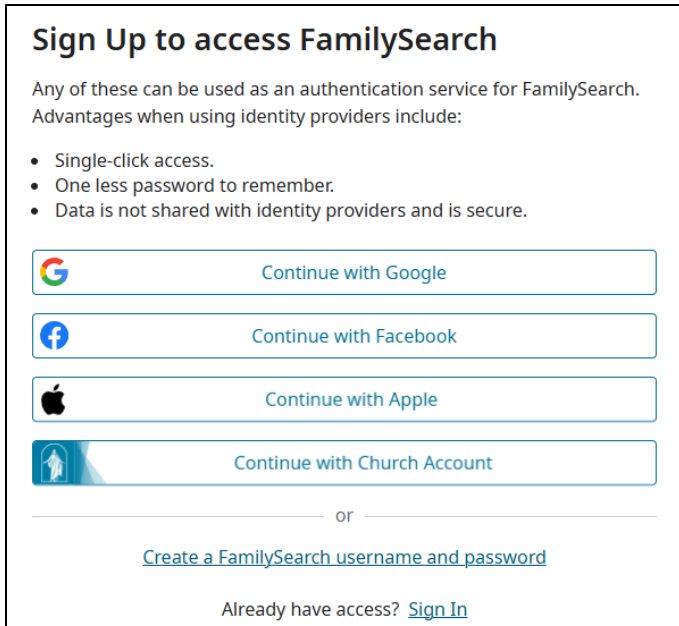 Sign Up to access FamilySearch
Any of these can be used as an authentication service for FamilySearch.
Advantages when using identity providers include:
• Single-click access.
• One less password to remember.
• Data is not shared with identity providers and is secure.
Continue with Google
Continue with Facebook
Continue with Apple
Continue with Church Account
or
Create a FamilySearch username and password
Already have access? Sign In